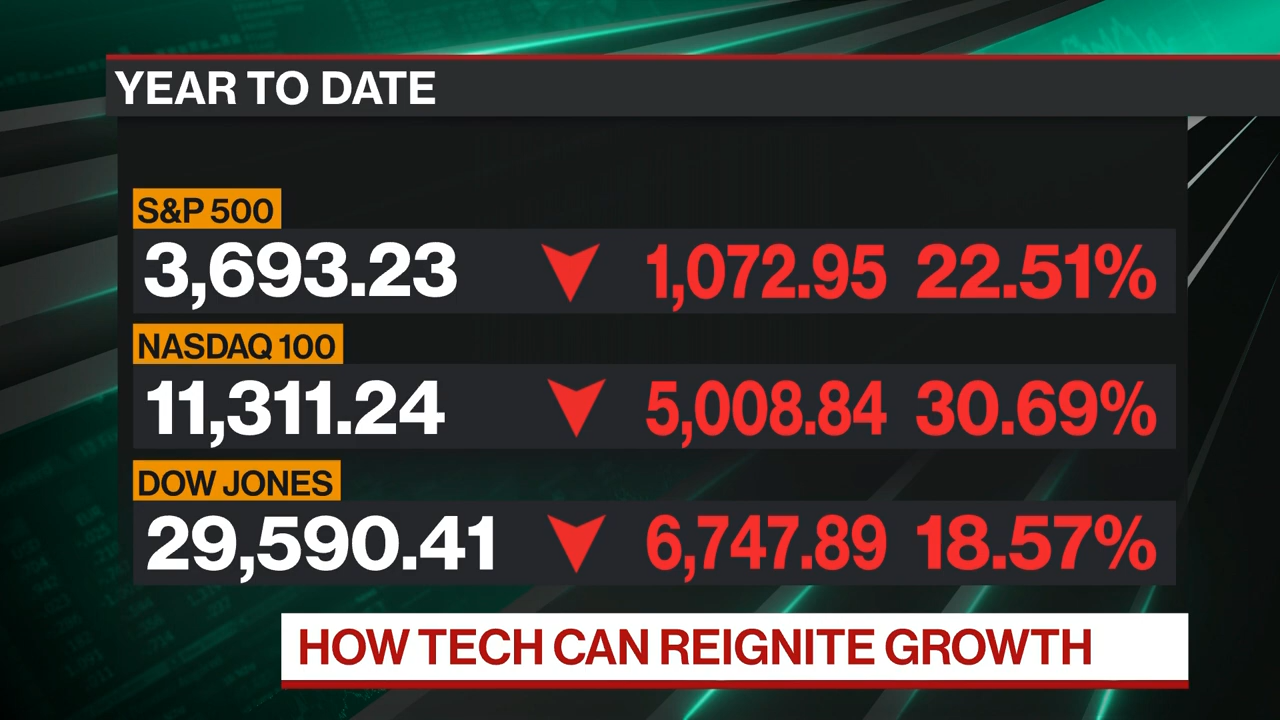 YEAR TO DATE
S&P 500
3,693.23 1,072.95 22.51%
NASDAQ 100
11,311.24 5,008.84 30.69%
DOW JONES
29,590.41 6,747.89 18.57%
HOW TECH CAN REIGNITE GROWTH